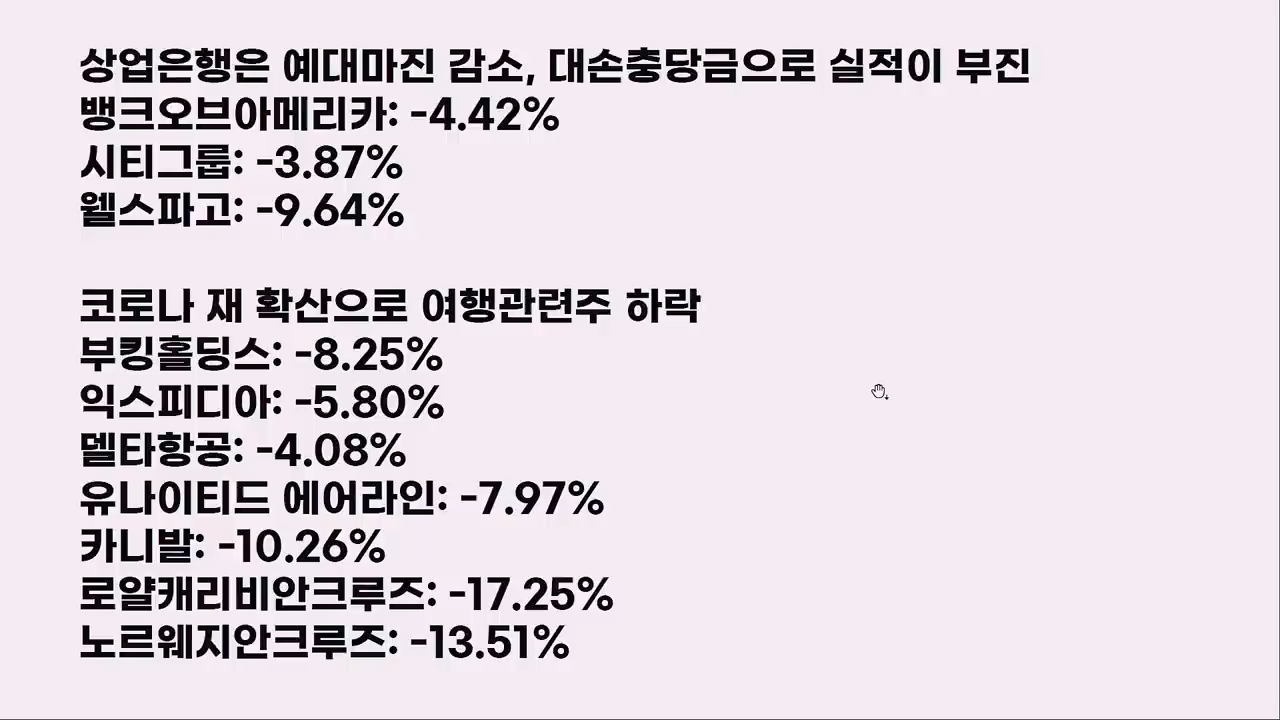 상업은행은 예대마진 감소, 대손충당금으로 실적이 부진
뱅크오브아메리카: -4.42%
시티그룹: -3.87%
웰스파고: -9.64%
코로나 재 확산으로 여행관련주 하락
부킹홀딩스: -8.25%
익스피디아: -5.80%
델타항공: -4.08%
유나이티드 에어라인: -7.97%
카니발: -10.26%
로얄캐리비안크루즈: -17.25%
노르웨지안크루즈: -13.51%